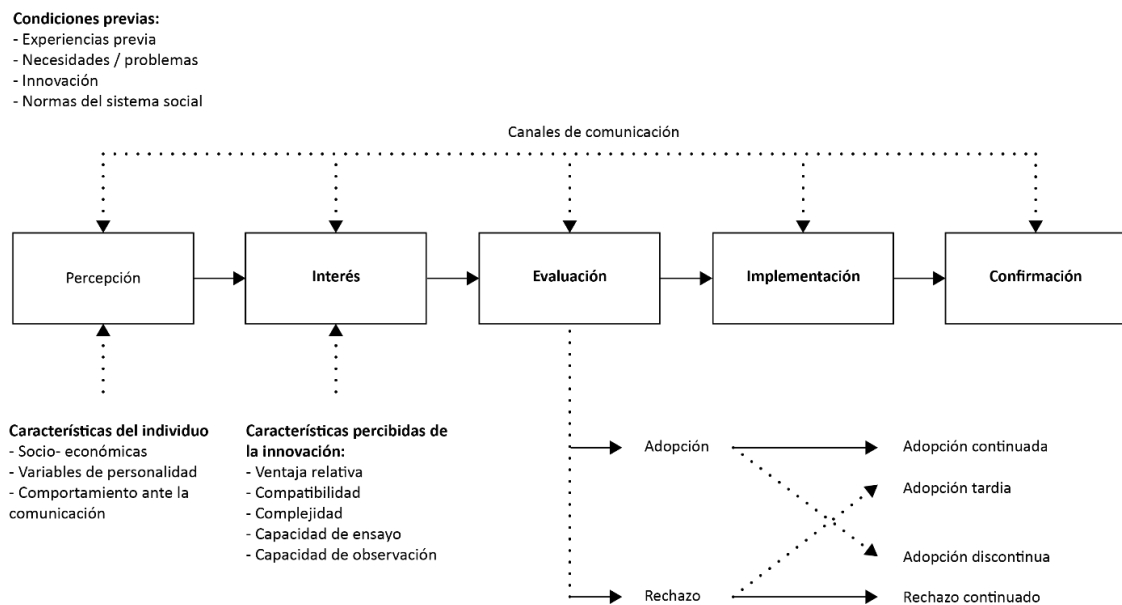 Condiciones previas:
- Experiencias previa
- Necesidades / problemas
- Innovación
- Normas del sistema social
Canales de comunicación
Percepción
Interés
Evaluación
Implementación
Confirmación
Características del individuo
- Socio- económicas
- Variables de personalidad
- Comportamiento ante la
comunicación
Características percibidas de
la innovación:
- Ventaja relativa
- Compatibilidad
- Complejidad
- Capacidad de ensayo
- Capacidad de observación
Adopción
Adopción continuada
Adopción tardia
Adopción discontinua
Rechazo
Rechazo continuado